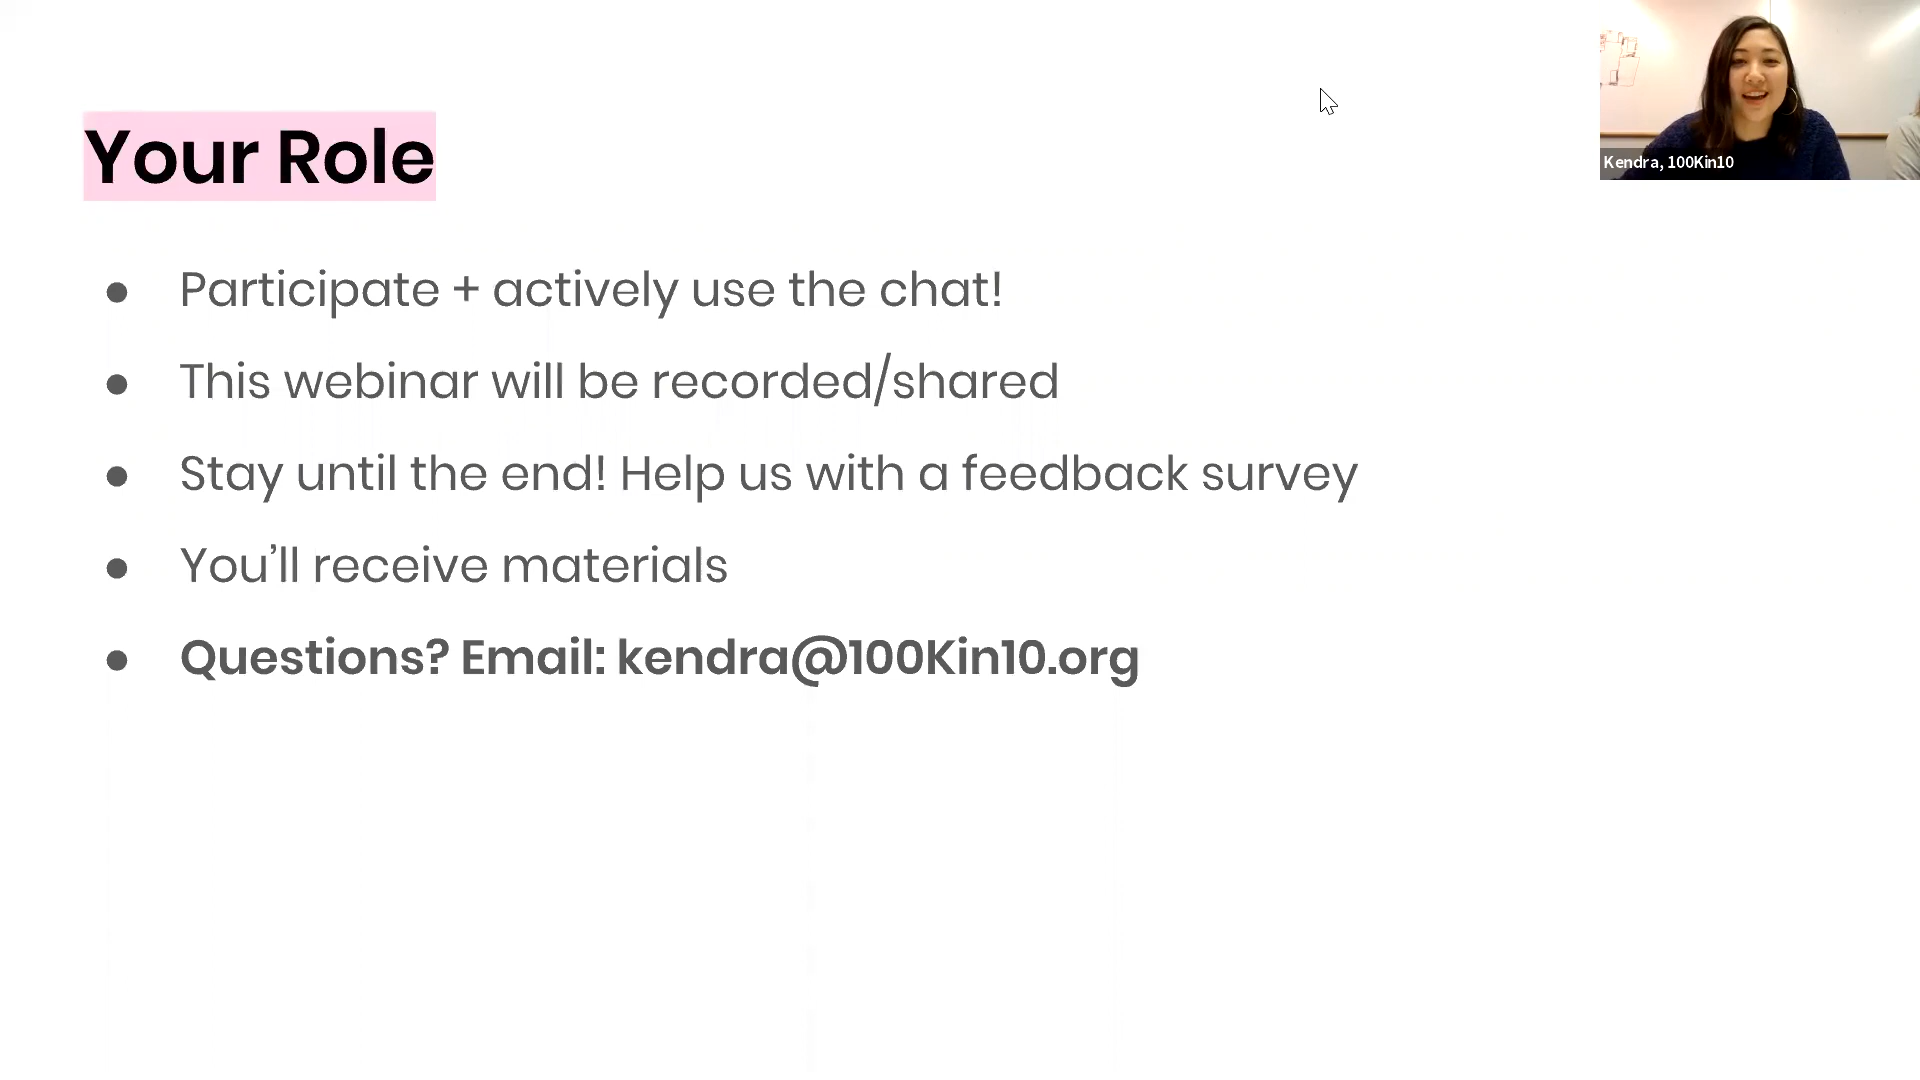 Your Role
Kendra, 100Kin10
● Participate + actively use the chat!
● This webinar will be recorded/shared
● Stay until the end! Help us with a feedback survey
● You’ll receive materials
● Questions? Email: kendra@100Kin10.org